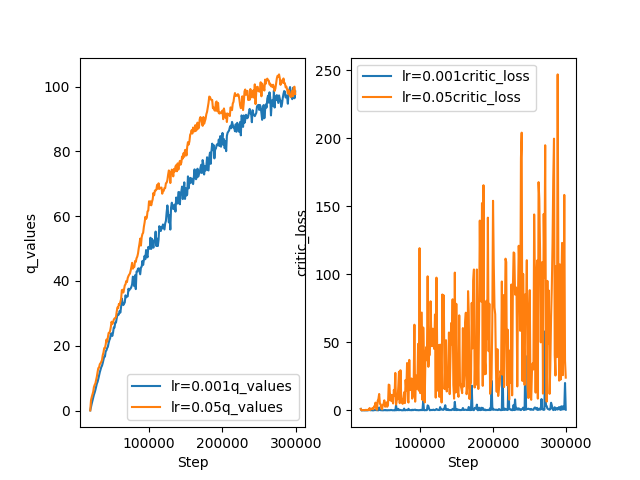 100
80
60
40
20
0
q_values
lr=0.001q_values
lr=0.05q_values
100000
200000
300000
Step
250
200
150
100
50
0
critic_loss
lr=0.001critic_loss
lr=0.05critic_loss
100000
200000
300000
Step